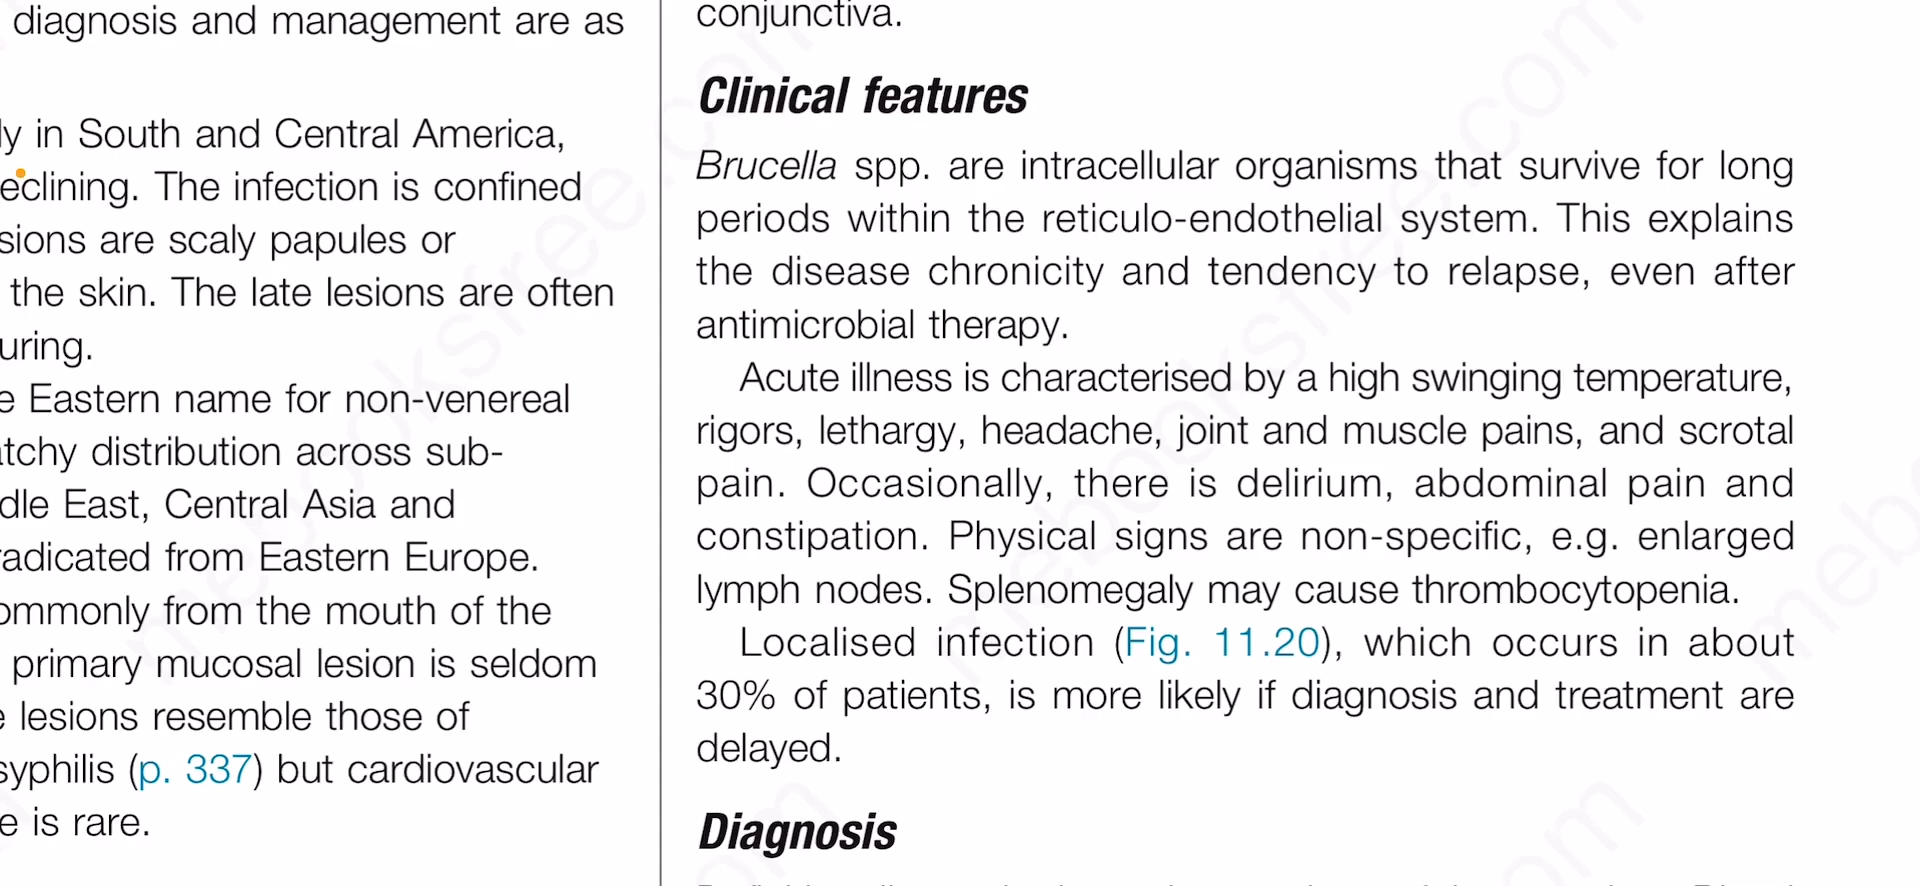 diagnosis and management are as
ly in South and Central America,
eclining. The infection is confined
sions are scaly papules or
the skin. The late lesions are often
uring.
e Eastern name for non-venereal
atchy distribution across sub-
dle East, Central Asia and
radicated from Eastern Europe.
ommonly from the mouth of the
primary mucosal lesion is seldom
e lesions resemble those of
syphilis (p. 337) but cardiovascular
e is rare.
conjunctiva.
Clinical features
Brucella spp. are intracellular organisms that survive for long
periods within the reticulo-endothelial system. This explains
the disease chronicity and tendency to relapse, even after
antimicrobial therapy.
Acute illness is characterised by a high swinging temperature,
rigors, lethargy, headache, joint and muscle pains, and scrotal
pain. Occasionally, there is delirium, abdominal pain and
constipation. Physical signs are non-specific, e.g. enlarged
lymph nodes. Splenomegaly may cause thrombocytopenia.
Localised infection (Fig. 11.20), which occurs in about
30% of patients, is more likely if diagnosis and treatment are
delayed.
Diagnosis
mebooksfree.com
mebooksfree.com